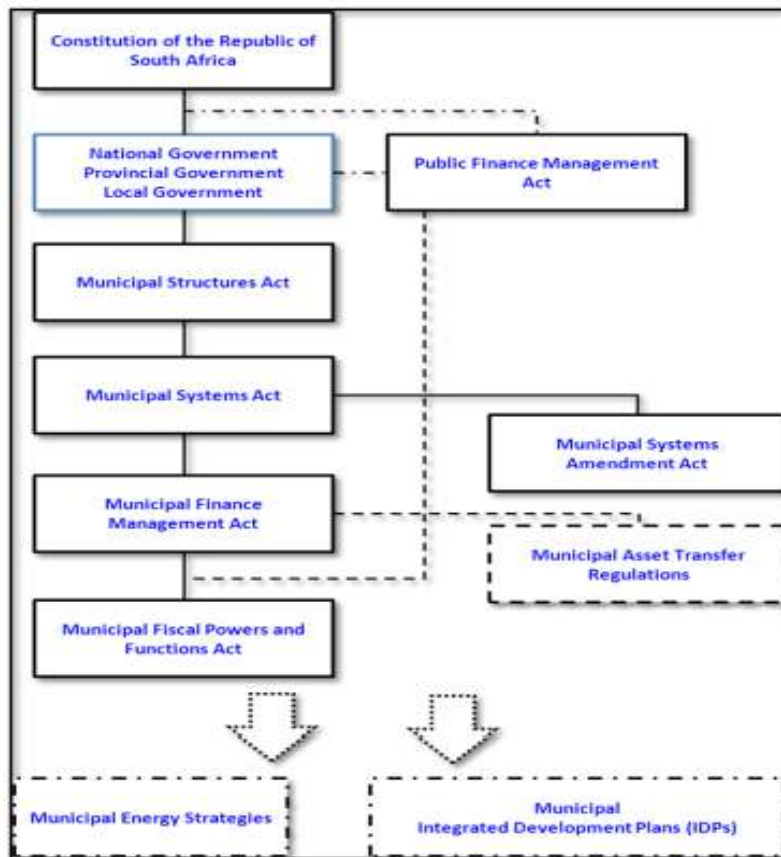 Constitution of the Republic of
South Africa
National Government
Provincial Government
Local Government
Public Finance Management
Act
Municipal Structures Act
Municipal Systems Act
Municipal Systems
Amendment Act
Municipal Finance
Management Act
Municipal Asset Transfer
Regulations
Municipal Fiscal Powers and
Functions Act
Municipal Energy Strategies
Municipal
Integrated Development Plans (IDPs)